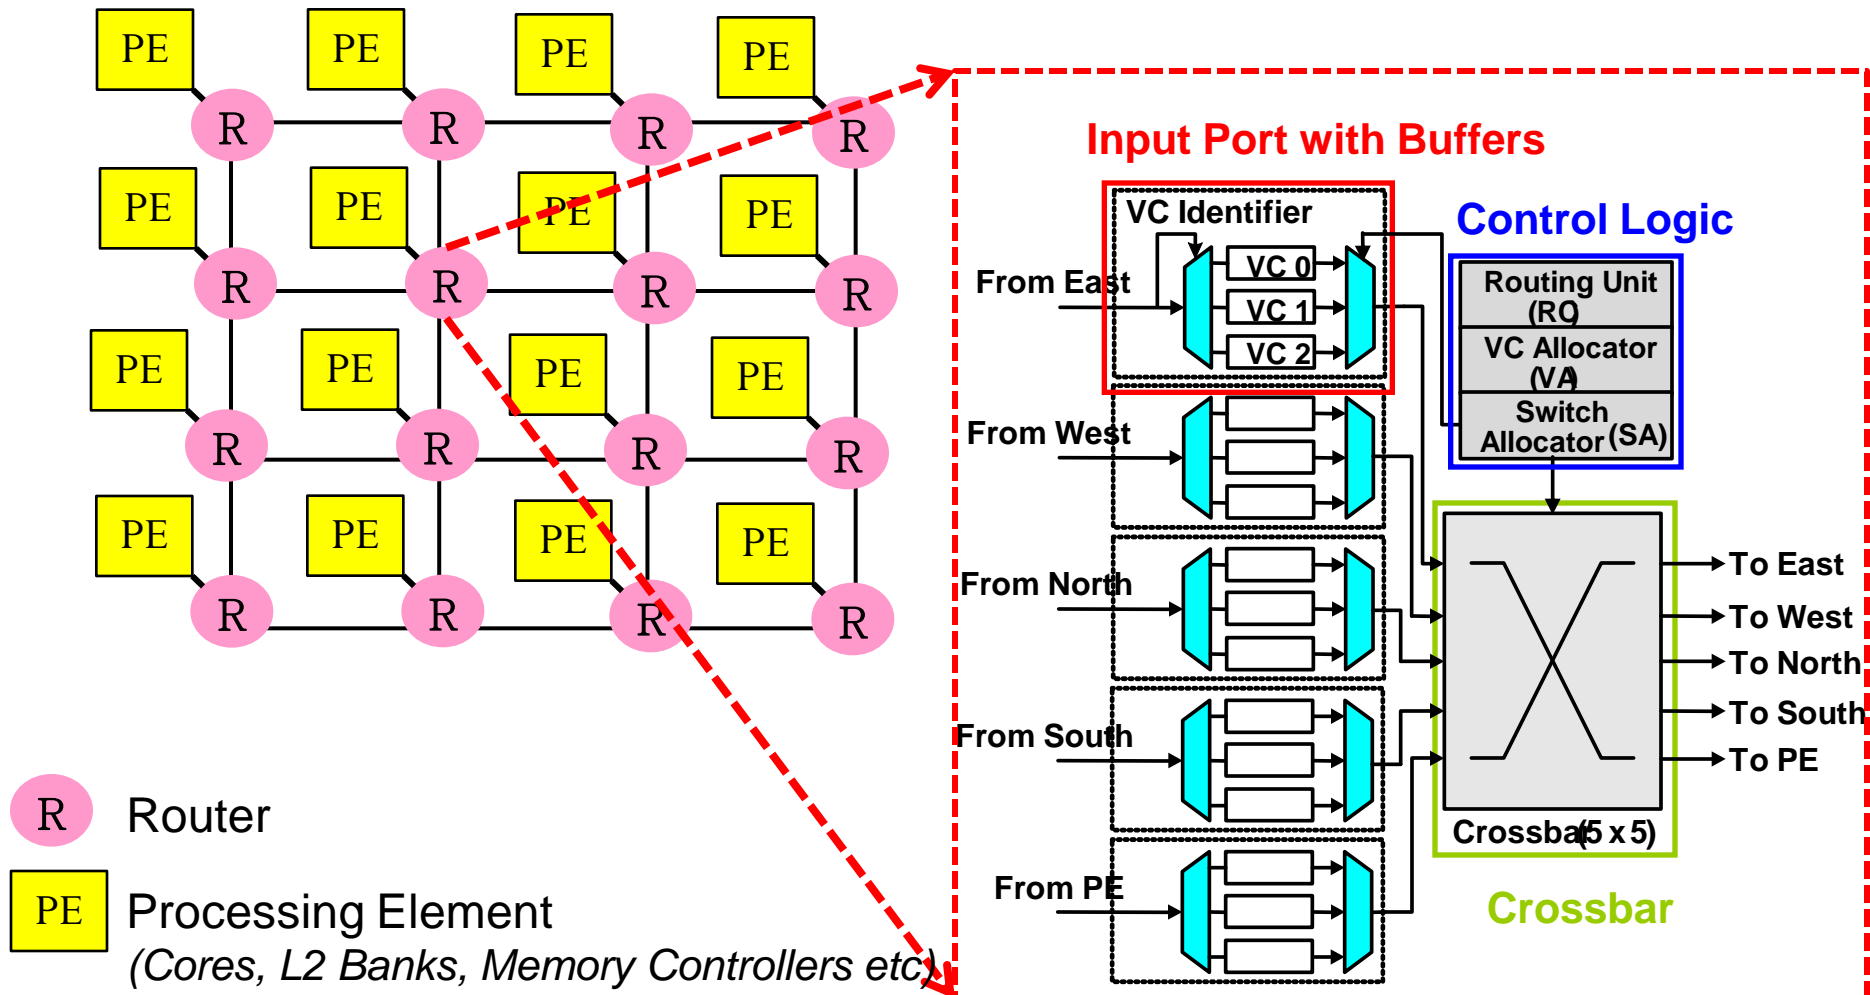 PE PE PE PE
R R R R
PE PE PE PE
R R R R
PE PE PE PE
R R R R
PE PE PE PE
R R R R
R Router
PE Processing Element
(Cores, L2 Banks, Memory Controllers etc)
Input Port with Buffers
VC Identifier
From East
VC 0
VC 1
VC 2
From West
From North
From South
From PE
Control Logic
Routing Unit
(RC)
VC Allocator
(VA)
Switch
Allocator (SA)
To East
To West
To North
To South
To PE
Crossbar (5 x 5)
Crossbar